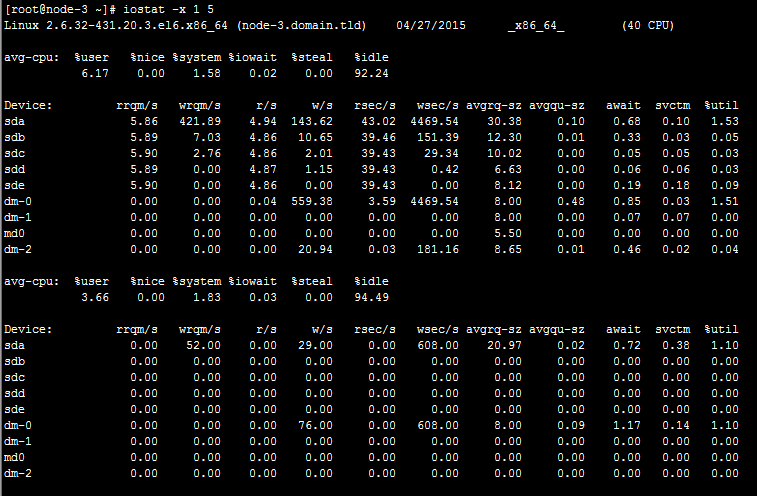 [root@node-3 ~]# iostat -x 1 5
Linux 2.6.32-431.20.3.el6.x86_64 (node-3.domain.tld) 04/27/2015 _x86_64_ (40 CPU)
avg-cpu: %user %nice %system %iowait %steal %idle
6.17 0.00 1.58 0.02 0.00 92.24
Device: rrqm/s wrqm/s r/s w/s rsec/s wsec/s avgrq-sz avgqu-sz await svctm %util
sda 5.86 421.89 4.94 143.62 43.02 4469.54 30.38 0.10 0.68 0.10 1.53
sdb 5.89 7.03 4.86 10.65 39.46 151.39 12.30 0.01 0.33 0.03 0.05
sdc 5.90 2.76 4.86 2.01 39.43 29.34 10.02 0.00 0.05 0.05 0.03
sdd 5.89 0.00 4.87 1.15 39.43 0.42 6.63 0.00 0.06 0.06 0.03
sde 5.90 0.00 4.86 0.00 39.43 0.00 8.12 0.00 0.19 0.18 0.09
dm-0 0.00 0.00 0.04 559.38 3.59 4469.54 8.00 0.48 0.85 0.03 1.51
dm-1 0.00 0.00 0.00 0.00 0.00 0.00 8.00 0.00 0.07 0.07 0.00
md0 0.00 0.00 0.00 0.00 0.00 0.00 5.50 0.00 0.00 0.00 0.00
dm-2 0.00 0.00 0.00 20.94 0.03 181.16 8.65 0.01 0.46 0.02 0.04
avg-cpu: %user %nice %system %iowait %steal %idle
3.66 0.00 1.83 0.03 0.00 94.49
Device: rrqm/s wrqm/s r/s w/s rsec/s wsec/s avgrq-sz avgqu-sz await svctm %util
sda 0.00 52.00 0.00 29.00 0.00 608.00 20.97 0.02 0.72 0.38 1.10
sdb 0.00 0.00 0.00 0.00 0.00 0.00 0.00 0.00 0.00 0.00 0.00
sdc 0.00 0.00 0.00 0.00 0.00 0.00 0.00 0.00 0.00 0.00 0.00
sdd 0.00 0.00 0.00 0.00 0.00 0.00 0.00 0.00 0.00 0.00 0.00
sde 0.00 0.00 0.00 0.00 0.00 0.00 0.00 0.00 0.00 0.00 0.00
dm-0 0.00 0.00 0.00 76.00 0.00 608.00 8.00 0.09 1.17 0.14 1.10
dm-1 0.00 0.00 0.00 0.00 0.00 0.00 0.00 0.00 0.00 0.00 0.00
md0 0.00 0.00 0.00 0.00 0.00 0.00 0.00 0.00 0.00 0.00 0.00
dm-2 0.00 0.00 0.00 0.00 0.00 0.00 0.00 0.00 0.00 0.00 0.00